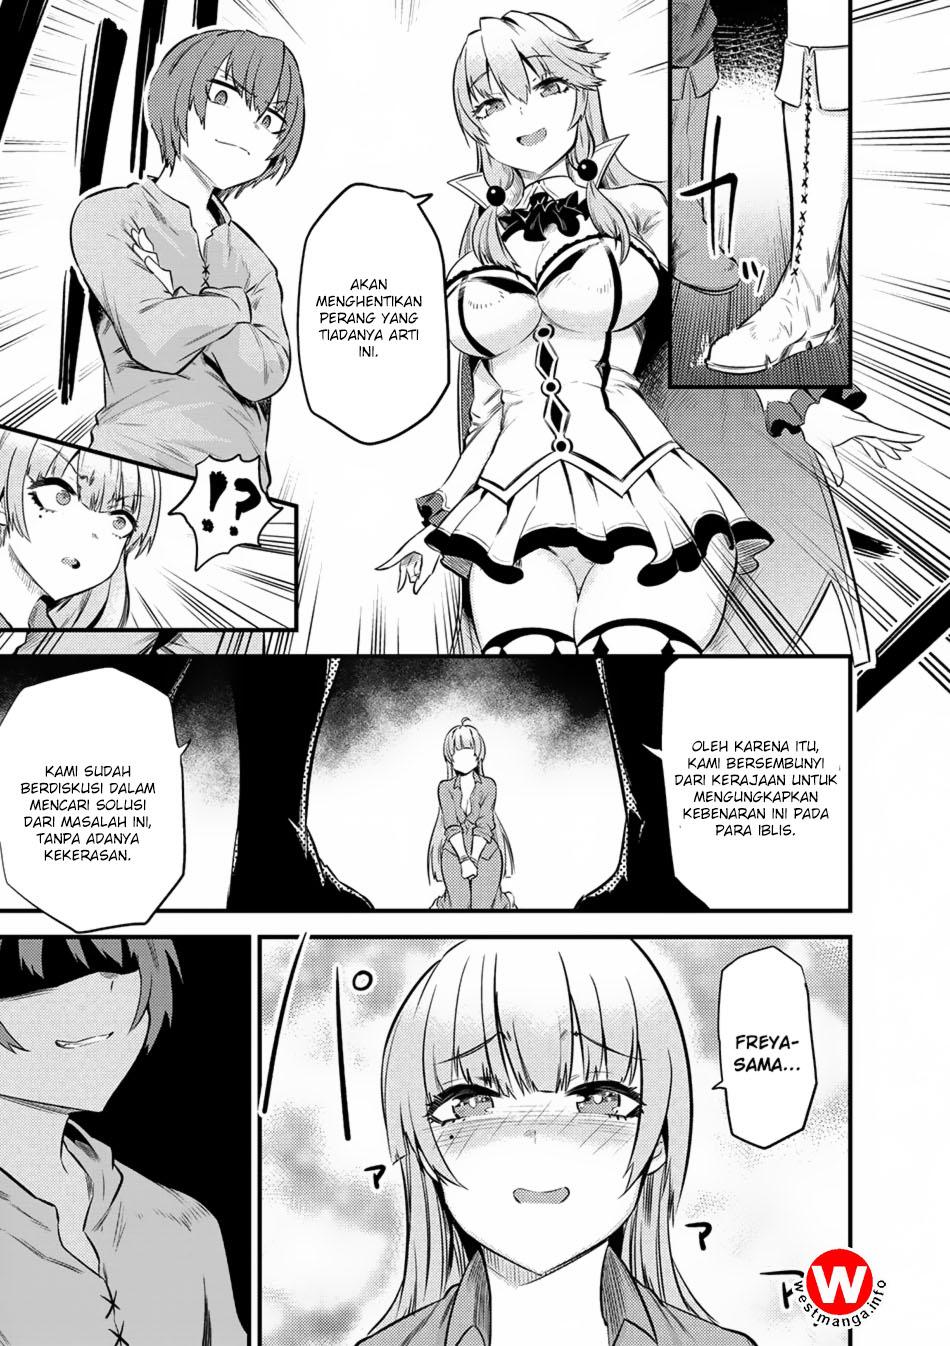 AKAN
MENGHENTIKAN
PERANG YANG
TIADANYA ARTI
INI.
!?
OLEH KARENA ITU,
KAMI BERSEMBUNYI
DARI KERAJAAN UNTUK
MENGUNGKAPKAN
KEBENARAN INI PADA
PARA IBLIS.
KAMI SUDAH
BERDISKUSI DALAM
MENCARI SOLUSI
DARI MASALAH INI,
TANPA ADANYA
KEKERASAN.
FREYA-
SAMA...
W
westmanga.info